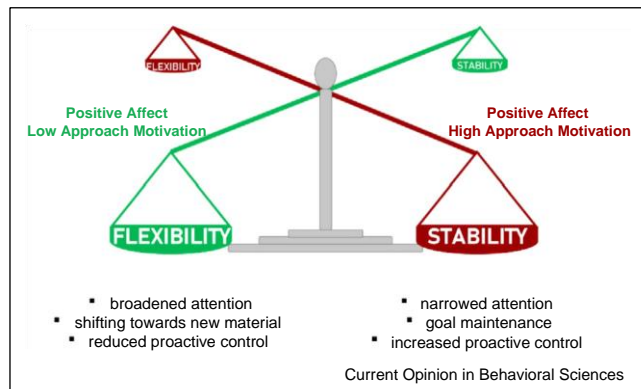 FLEXIBILITY
STABILITY
Positive Affect
Low Approach Motivation
Positive Affect
High Approach Motivation
FLEXIBILITY
STABILITY
▪ broadened attention
▪ shifting towards new material
▪ reduced proactive control
▪ narrowed attention
▪ goal maintenance
▪ increased proactive control
Current Opinion in Behavioral Sciences